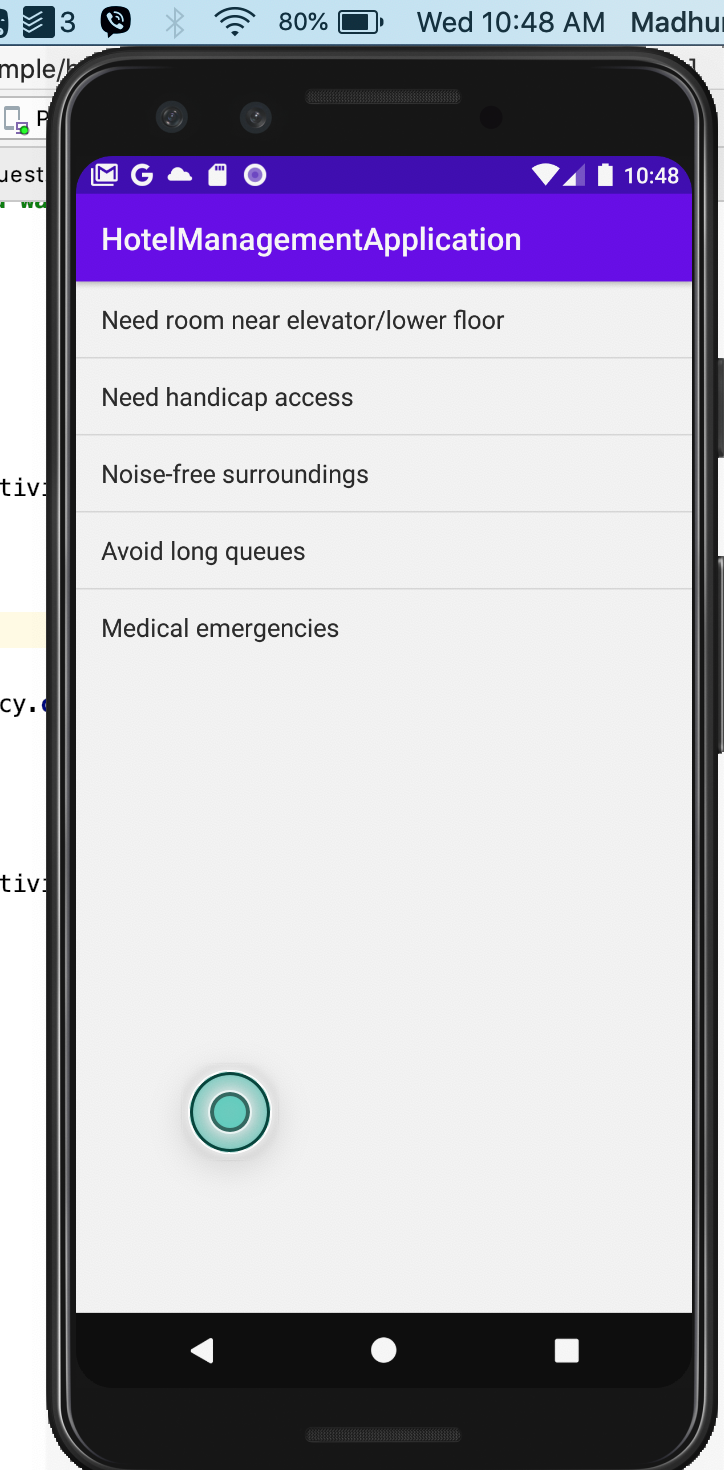 3 80% Wed 10:48 AM Madhu
mple/
P
uest
wa
10:48
HotelManagementApplication
Need room near elevator/lower floor
Need handicap access
Noise-free surroundings
tivi
Avoid long queues
Medical emergencies
cy.
tivi